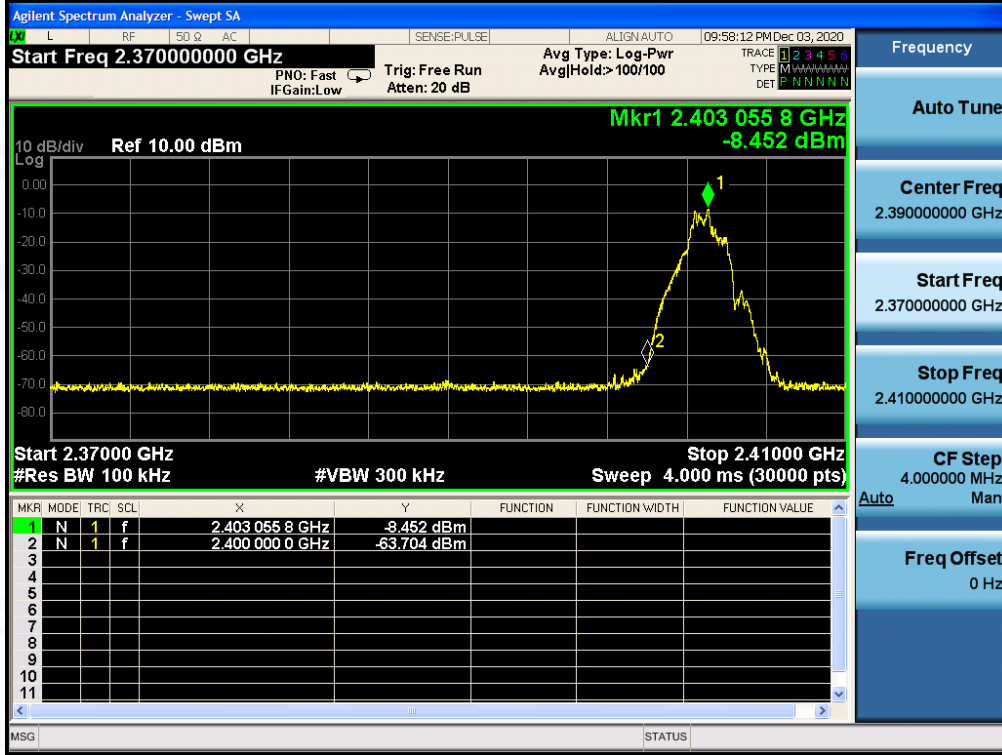 Agilent Spectrum Analyzer - Swept SA
LXI L RF 50 Ω AC SENSE:PULSE ALIGN AUTO 09:58:12 PM Dec 03, 2020
Start Freq 2.370000000 GHz
PNO: Fast
IFGain:Low
Trig: Free Run
Atten: 20 dB
Avg Type: Log-Pwr
Avg|Hold:> 100/100
TRACE 1 2 3 4 5 6
TYPE M WWWWW
DET P N N N N N
Mkr1 2.403 055 8 GHz
-8.452 dBm
10 dB/div Ref 10.00 dBm
Log
0.00
-10.0
-20.0
-30.0
-40.0
-50.0
-60.0
-70.0
-80.0
1
2
Start 2.37000 GHz Stop 2.41000 GHz
#Res BW 100 kHz #VBW 300 kHz Sweep 4.000 ms (30000 pts)
MKR MODE TRC SCL X Y FUNCTION FUNCTION WIDTH FUNCTION VALUE
1 N 1 f 2.403 055 8 GHz -8.452 dBm
2 N 1 f 2.400 000 0 GHz -63.704 dBm
3
4
5
6
7
8
9
10
11
MSG STATUS
Frequency
Auto Tune
Center Freq
2.390000000 GHz
Start Freq
2.370000000 GHz
Stop Freq
2.410000000 GHz
CF Step
4.000000 MHz
Auto Man
Freq Offset
0 Hz